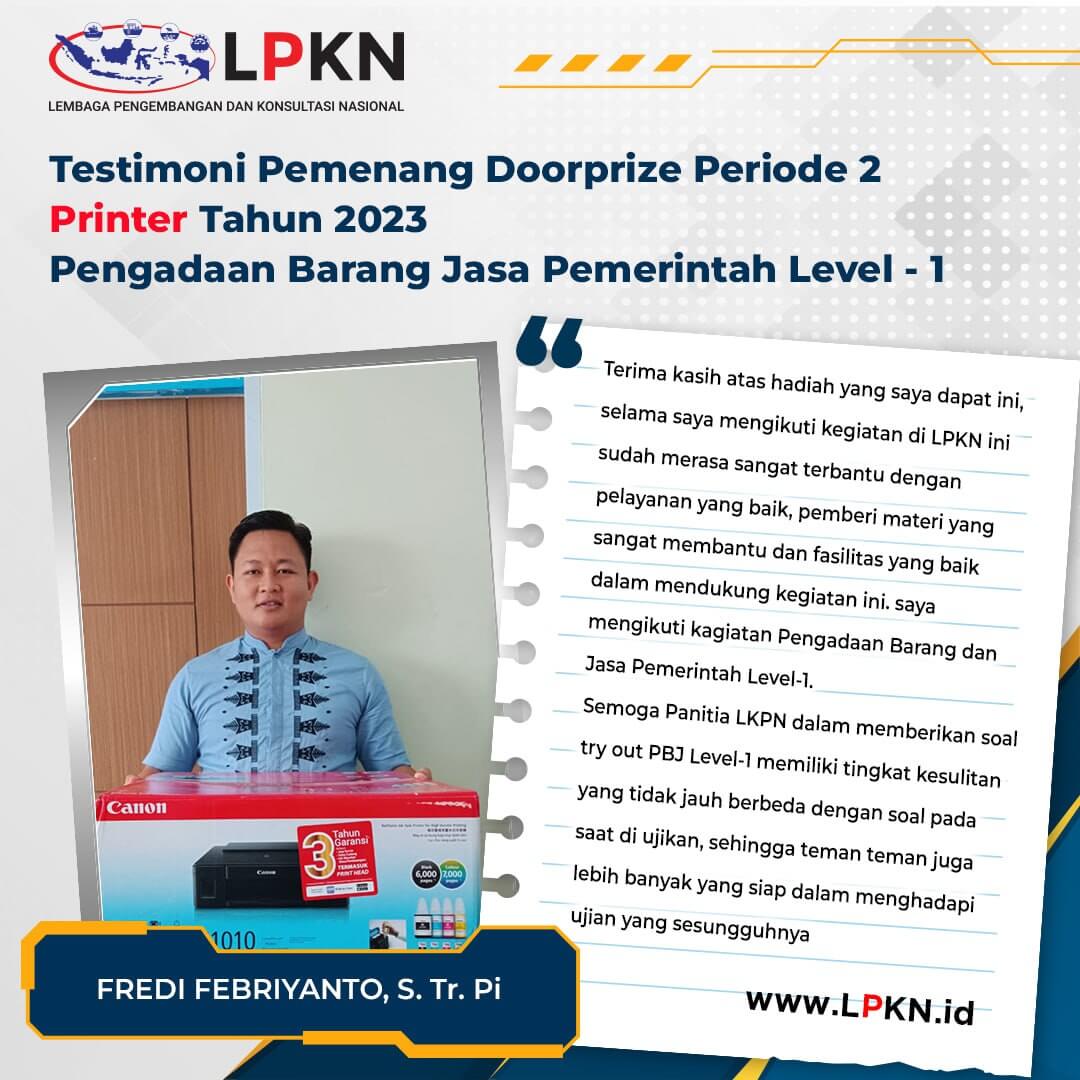 LPKN
LEMBAGA PENGEMBANGAN DAN KONSULTASI NASIONAL
Testimoni Pemenang Doorprize Periode 2
Printer Tahun 2023
Pengadaan Barang Jasa Pemerintah Level - 1
Terima kasih atas hadiah yang saya dapat ini,
selama saya mengikuti kegiatan di LPKN ini
sudah merasa sangat terbantu dengan
pelayanan yang baik, pemberi materi yang
sangat membantu dan fasilitas yang baik
dalam mendukung kegiatan ini. saya
mengikuti kagiatan Pengadaan Barang dan
Jasa Pemerintah Level-1.
Semoga Panitia LKPN dalam memberikan soal
try out PBJ Level-1 memiliki tingkat kesulitan
yang tidak jauh berbeda dengan soal pada
saat di ujikan, sehingga teman teman juga
lebih banyak yang siap dalam menghadapi
ujian yang sesungguhnya
www.LPKN.id
Canon
3 Tahun
Garansi
TERMASUK
PRINT HEAD
Canon
Black
6,000
pages
Colour
7,000
pages
1010
FREDI FEBRIYANTO, S. Tr. Pi